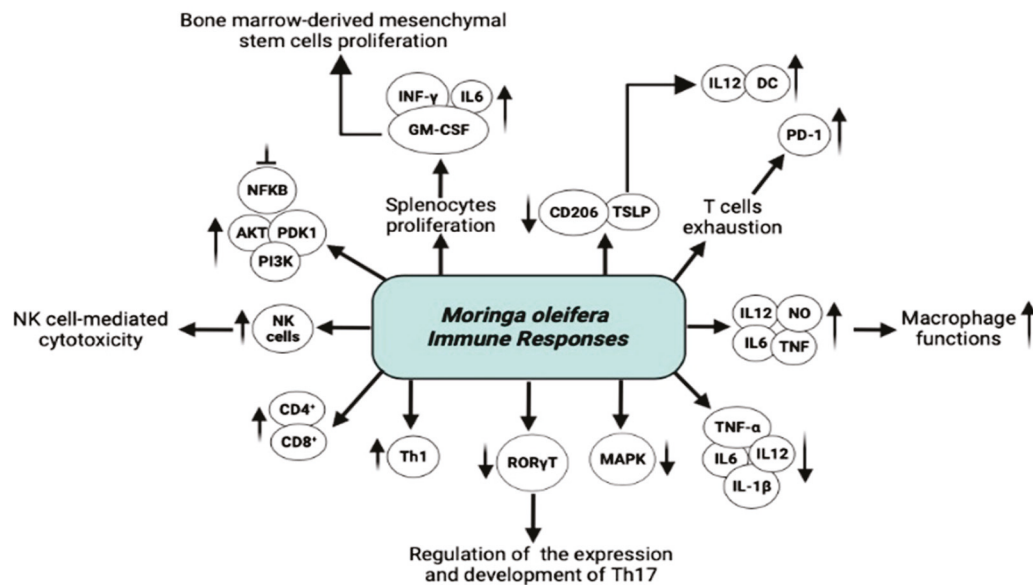 Bone marrow-derived mesenchymal
stem cells proliferation
INF-γ
IL6
GM-CSF
IL12
DC
PD-1
NFKB
AKT
PDK1
PI3K
Splenocytes
proliferation
CD206
TSLP
T cells
exhaustion
NK cell-mediated
cytotoxicity
NK
cells
Moringa oleifera
Immune Responses
IL12
NO
IL6
TNF
Macrophage
functions
CD4⁺
CD8⁺
Th1
RORγT
MAPK
TNF-α
IL6
IL12
IL-1β
Regulation of the expression
and development of Th17